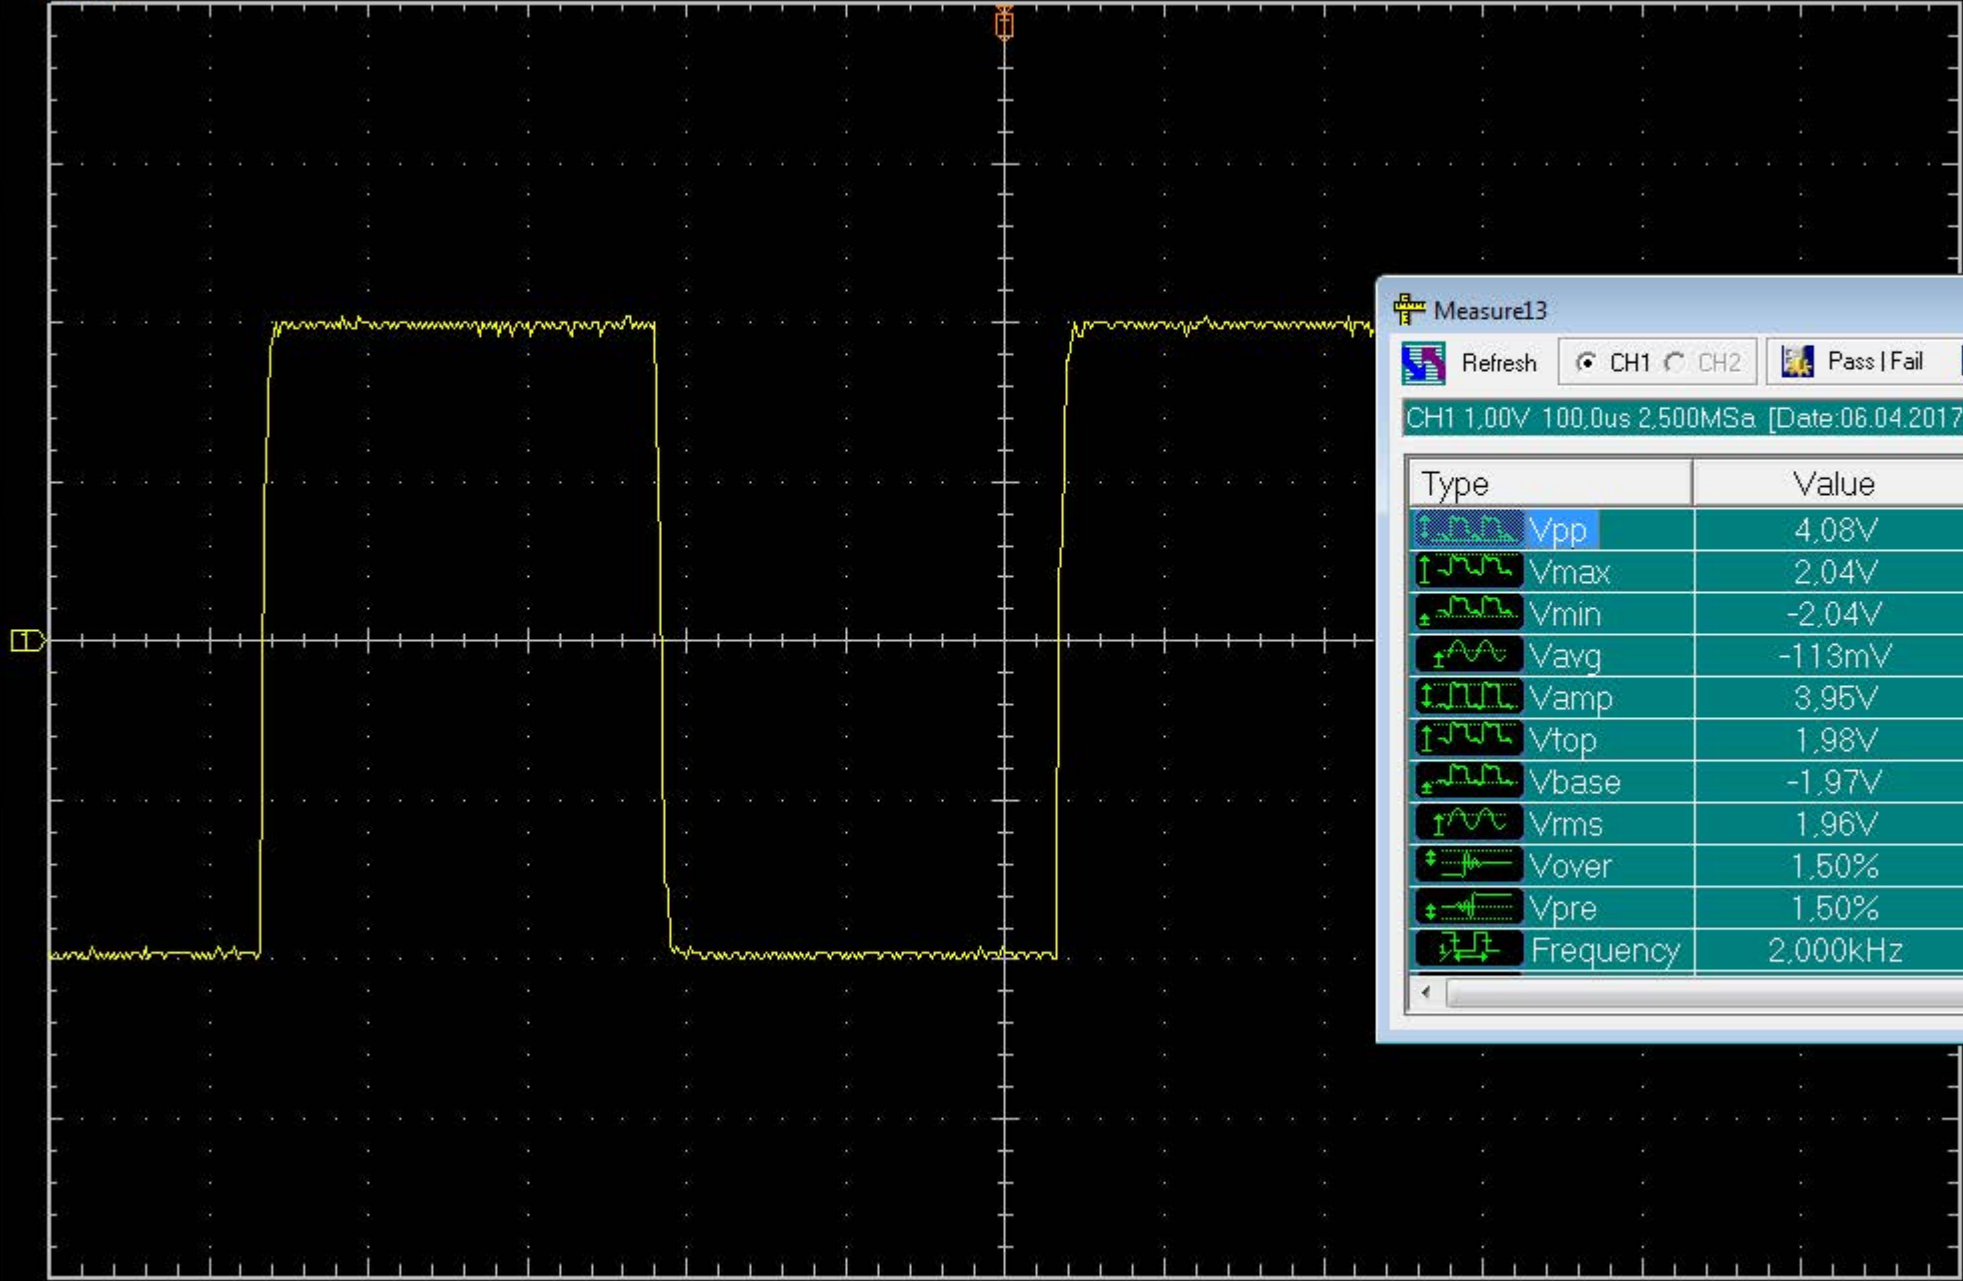 T
1
Measure13
Refresh CH1 CH2 Pass | Fail
CH1 1,00V 100,0us 2,500MSa [Date:06.04.2017
Type Value
Vpp 4,08V
Vmax 2,04V
Vmin -2,04V
Vavg -113mV
Vamp 3,95V
Vtop 1,98V
Vbase -1,97V
Vrms 1,96V
Vover 1,50%
Vpre 1,50%
Frequency 2,000kHz